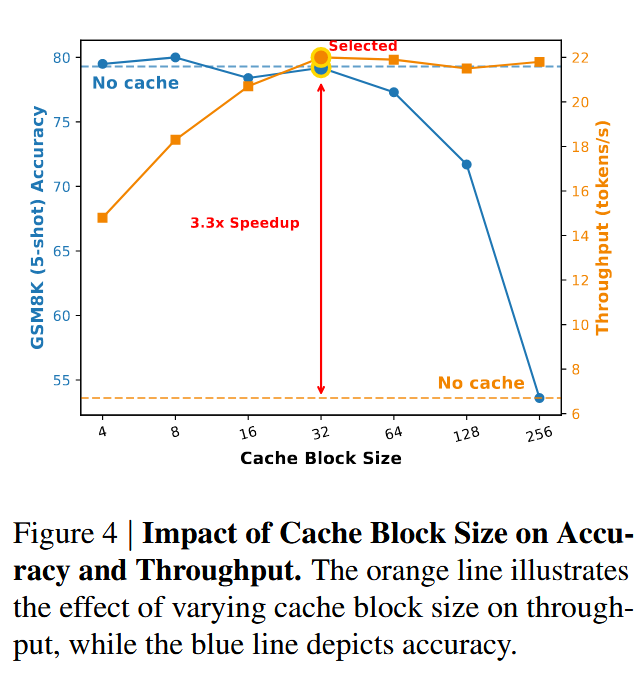 Selected
80
75
70
65
60
55
GSM8K (5-shot) Accuracy
No cache
3.3x Speedup
No cache
22
20
18
16
14
12
10
8
6
Throughput (tokens/s)
4 8 16 32 64 128 256
Cache Block Size
Figure 4 | Impact of Cache Block Size on Accu-
racy and Throughput. The orange line illustrates
the effect of varying cache block size on through-
put, while the blue line depicts accuracy.